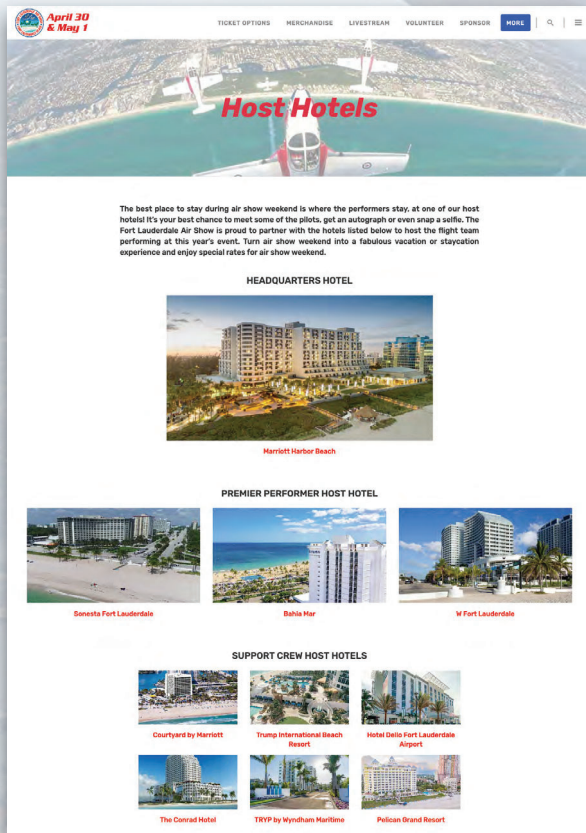 April 30
& May 1
TICKET OPTIONS MERCHANDISE LIVESTREAM VOLUNTEER SPONSOR MORE
Host Hotels
The best place to stay during air show weekend is where the performers stay, at one of our host
hotels! It's your best chance to meet some of the pilots, get an autograph or even snap a selfie. The
Fort Lauderdale Air Show is proud to partner with the hotels listed below to host the flight team
performing at this year's event. Turn air show weekend into a fabulous vacation or staycation
experience and enjoy special rates for air show weekend.
HEADQUARTERS HOTEL
Marriott Harbor Beach
PREMIER PERFORMER HOST HOTEL
Sonesta Fort Lauderdale
Bahia Mar
W Fort Lauderdale
SUPPORT CREW HOST HOTELS
Courtyard by Marriott
Trump International Beach
Resort
Hotel Dello Fort Lauderdale
Airport
The Conrad Hotel
TRYP by Wyndham Maritime
Pelican Grand Resort